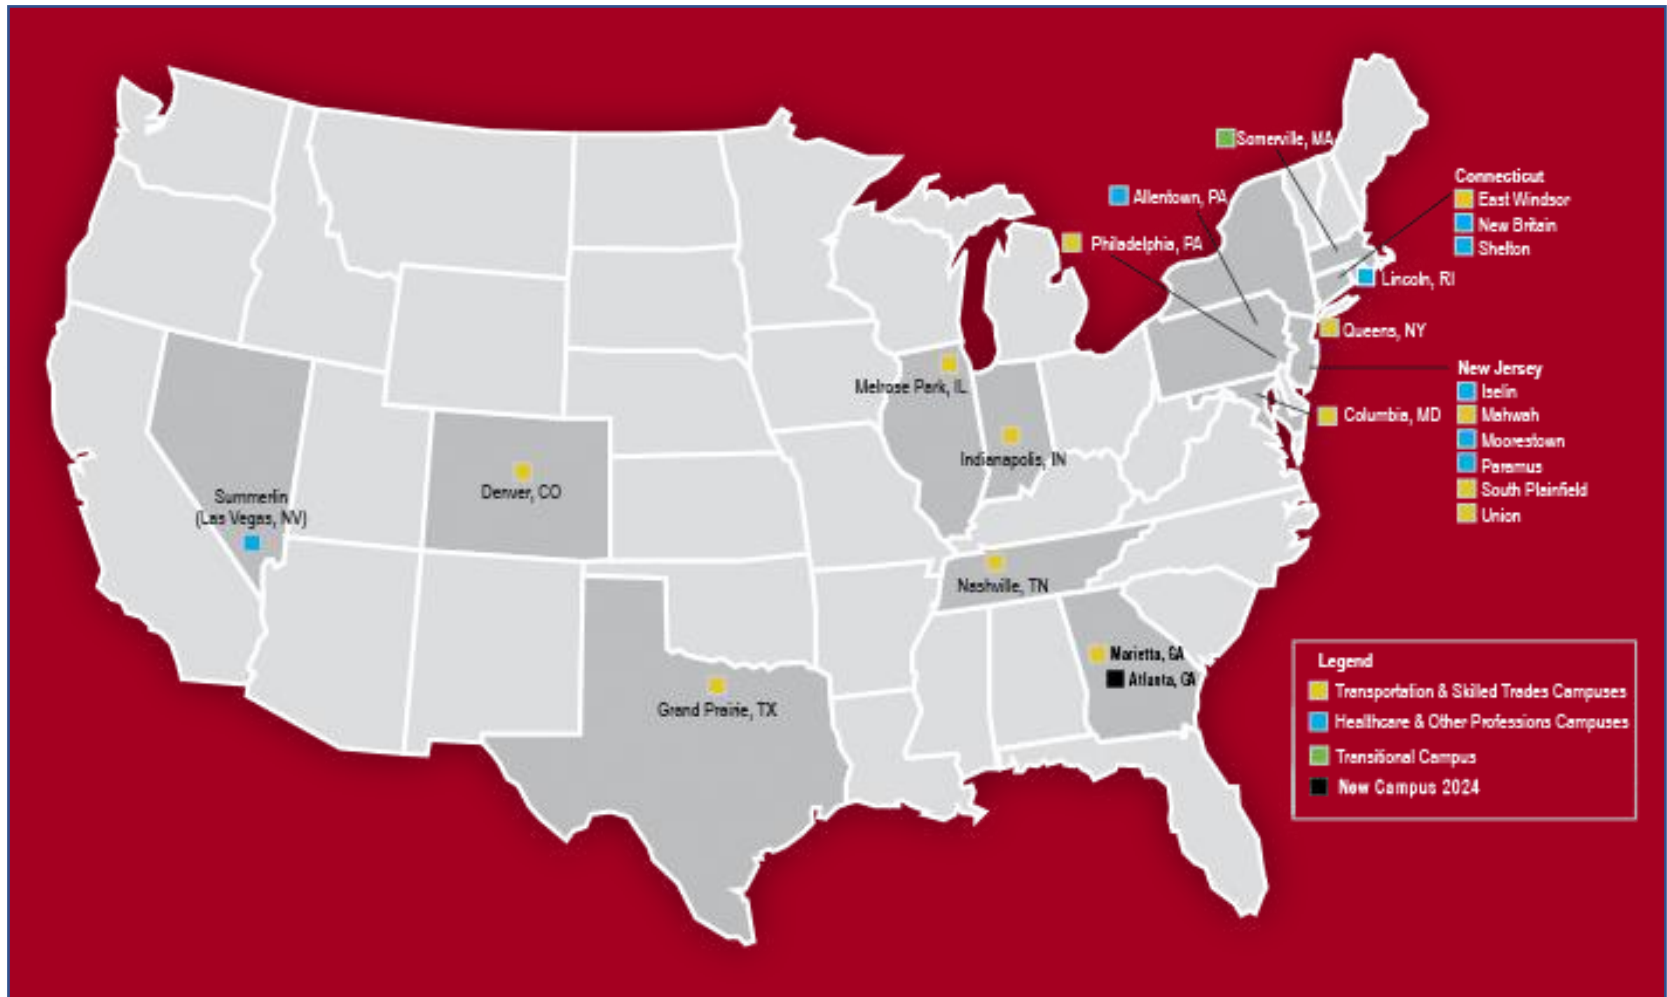 Somerville, MA
Connecticut
East Windsor
New Britain
Shelton
Allentown, PA
Philadelphia, PA
Lincoln, RI
Queens, NY
New Jersey
Iselin
Mahwah
Moorestown
Paramus
South Plainfield
Union
Columbia, MD
Melrose Park, IL
Indianapolis, IN
Denver, CO
Summerlin
(Las Vegas, NV)
Nashville, TN
Marietta, GA
Atlanta, GA
Grand Prairie, TX
Legend
Transportation & Skilled Trades Campuses
Healthcare & Other Professions Campuses
Transitional Campus
New Campus 2024